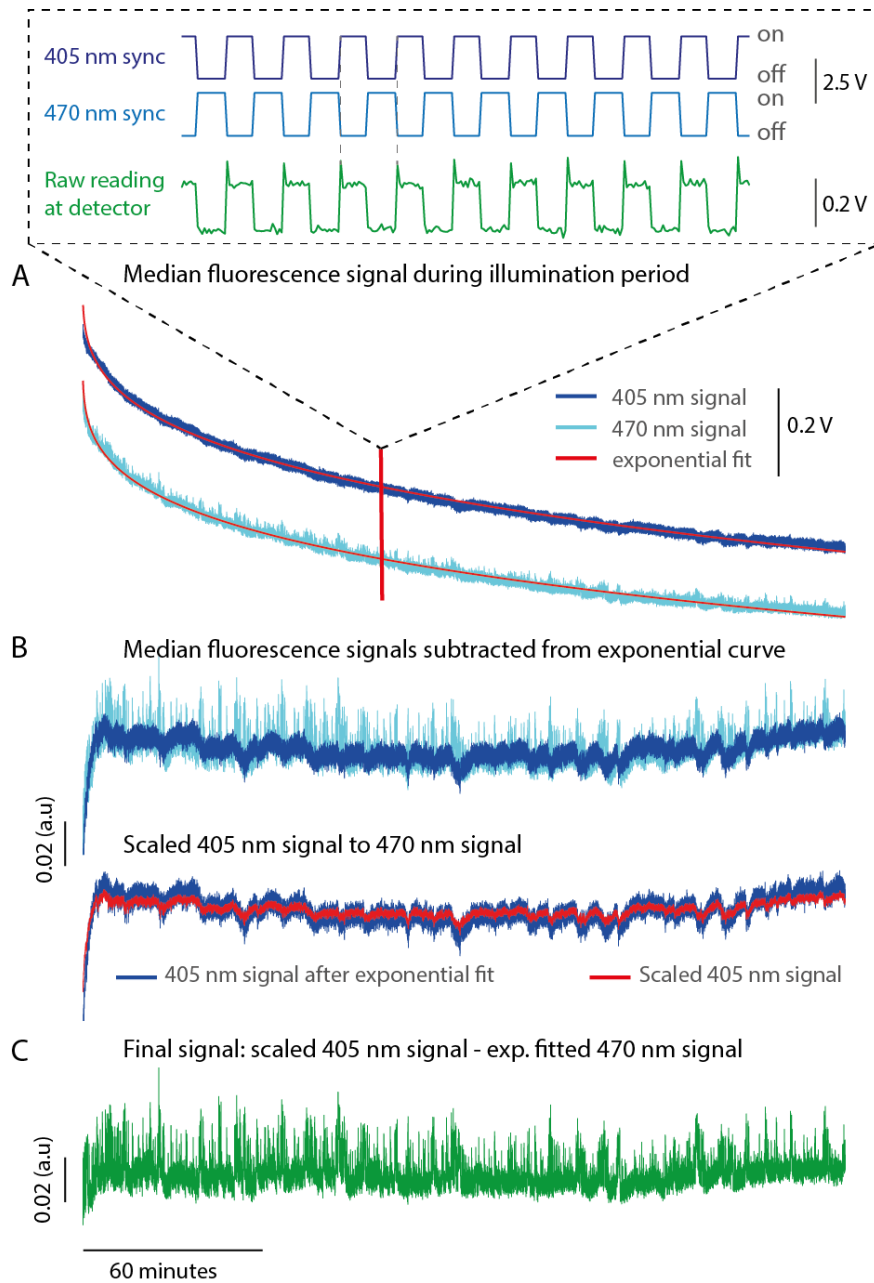 405 nm sync
on
off
2.5 V
470 nm sync
on
off
Raw reading
at detector
0.2 V
A Median fluorescence signal during illumination period
405 nm signal
470 nm signal
exponential fit
0.2 V
B Median fluorescence signals subtracted from exponential curve
0.02 (a.u)
Scaled 405 nm signal to 470 nm signal
405 nm signal after exponential fit
Scaled 405 nm signal
C Final signal: scaled 405 nm signal - exp. fitted 470 nm signal
0.02 (a.u)
60 minutes